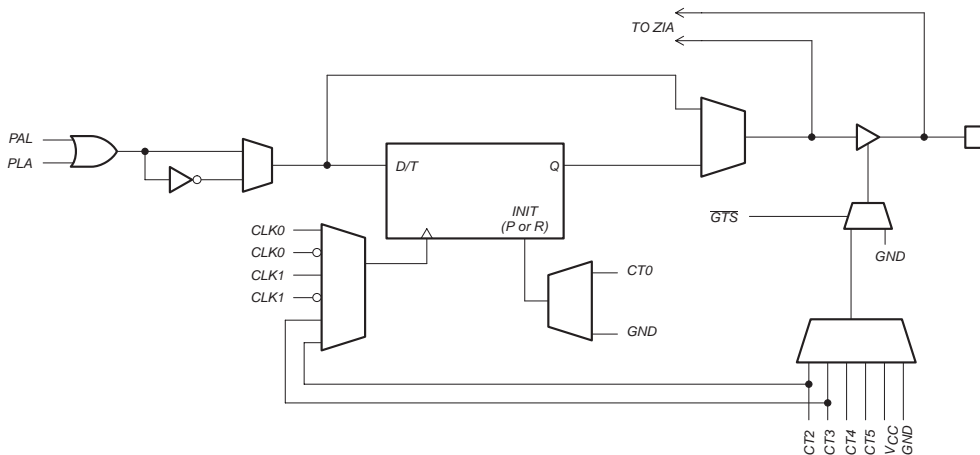 TO ZIA
PAL
PLA
D/T
Q
INIT
(P or R)
CLK0
CLK0
CLK1
CLK1
CT0
GND
GTS
GND
CT2
CT3
CT4
CT5
VCC
GND